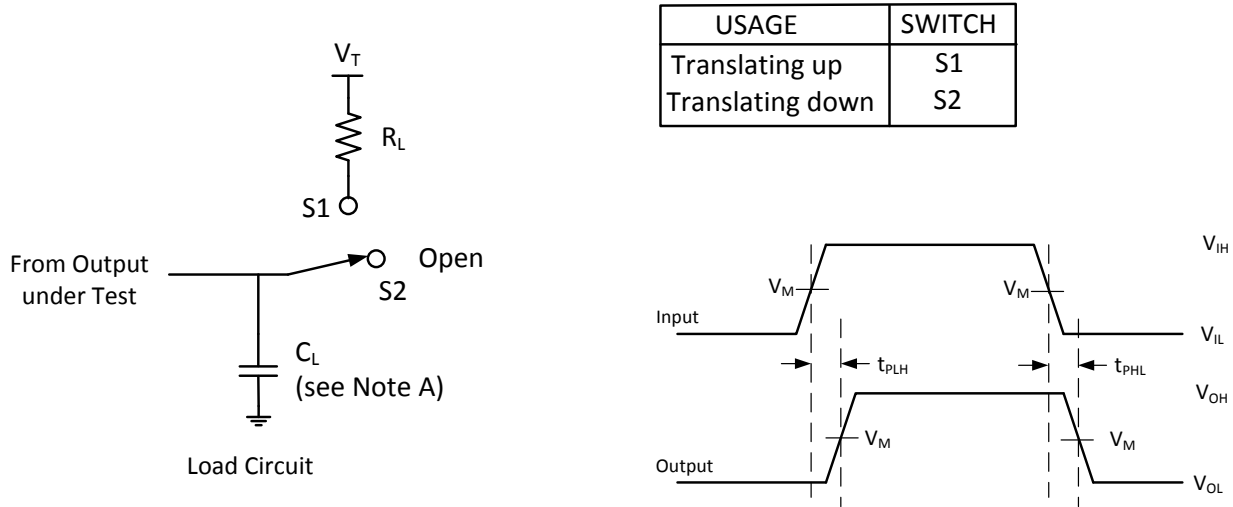 V_T
R_L
S1
From Output
under Test
Open
S2
C_L
(see Note A)
Load Circuit
USAGE SWITCH
Translating up S1
Translating down S2
V_IH
V_M V_M
Input
V_IL
t_PLH t_PHL
V_OH
V_M V_M
Output
V_OL